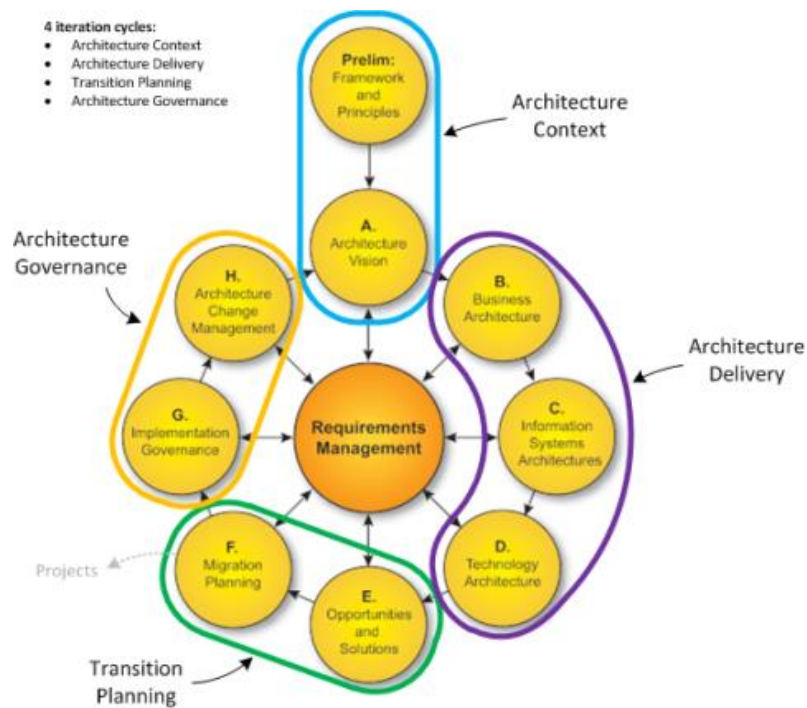 4 iteration cycles:
• Architecture Context
• Architecture Delivery
• Transition Planning
• Architecture Governance
Prelim:
Framework
and
Principles
Architecture
Context
A.
Architecture
Vision
Architecture
Governance
H.
Architecture
Change
Management
B.
Business
Architecture
Architecture
Delivery
G.
Implementation
Governance
Requirements
Management
C.
Information
Systems
Architectures
F.
Migration
Planning
Projects
D.
Technology
Architecture
E.
Opportunities
and
Solutions
Transition
Planning